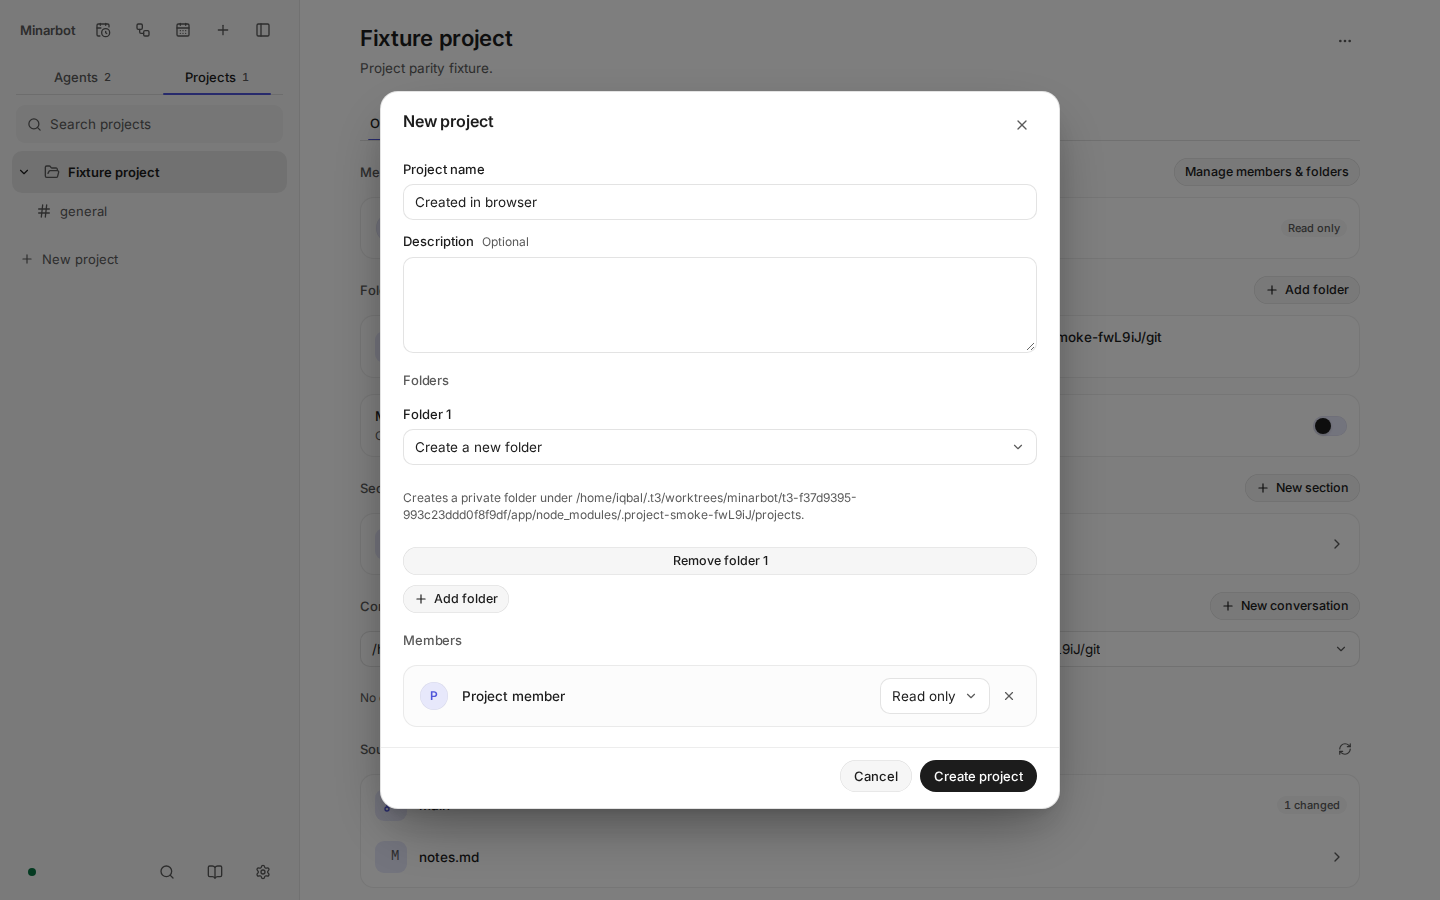 Minarbot
Agents 2
Projects 1
Search projects
Fixture project
general
New project
Fixture project
Project parity fixture.
Manage members & folders
Read only
Add folder
moke-fwL9iJ/git
New section
New conversation
9iJ/git
No
1 changed
M notes.md
New project
Project name
Created in browser
Description Optional
Folders
Folder 1
Create a new folder
Creates a private folder under /home/iqbal/.t3/worktrees/minarbot/t3-f37d9395-
993c23ddd0f8f9df/app/node_modules/.project-smoke-fwL9iJ/projects.
Remove folder 1
Add folder
Members
P Project member
Read only
Cancel
Create project